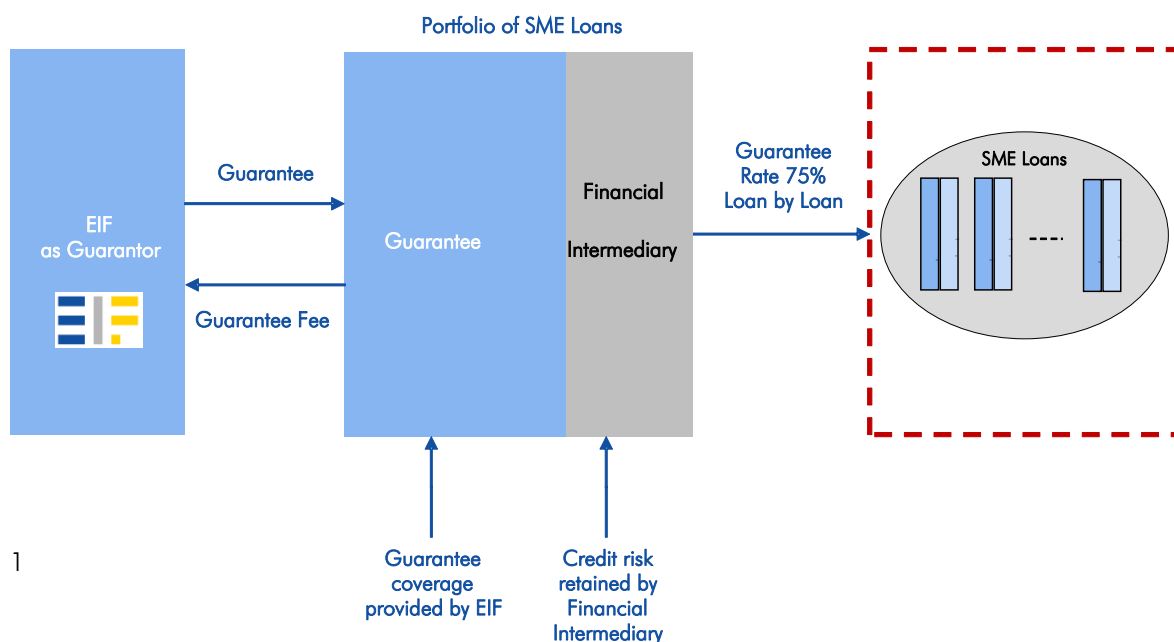 Portfolio of SME Loans
EIF
as Guarantor
Guarantee
Guarantee Fee
Guarantee
Financial
Intermediary
Guarantee
Rate 75%
Loan by Loan
SME Loans
Guarantee
coverage
provided by EIF
Credit risk
retained by
Financial
Intermediary
1